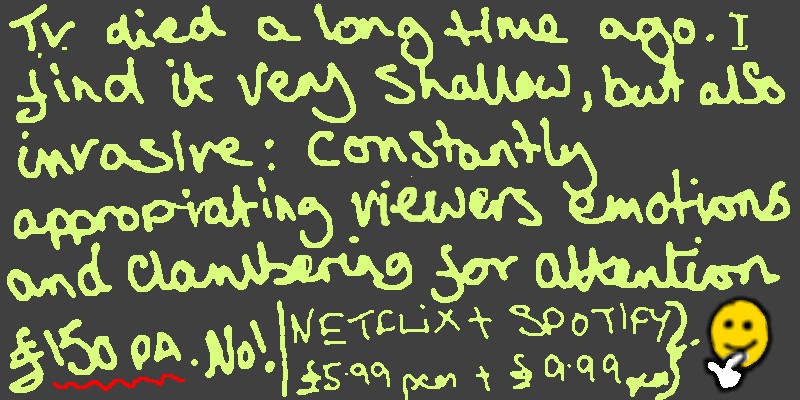 Tv. died a long time ago. I
find it very shallow, but also
invasive: constantly
appropriating viewers emotions
and clambering for attention
£150 PA. No! NETFLIX + SPOTIFY
£5.99 pcm + £9.99 pcm